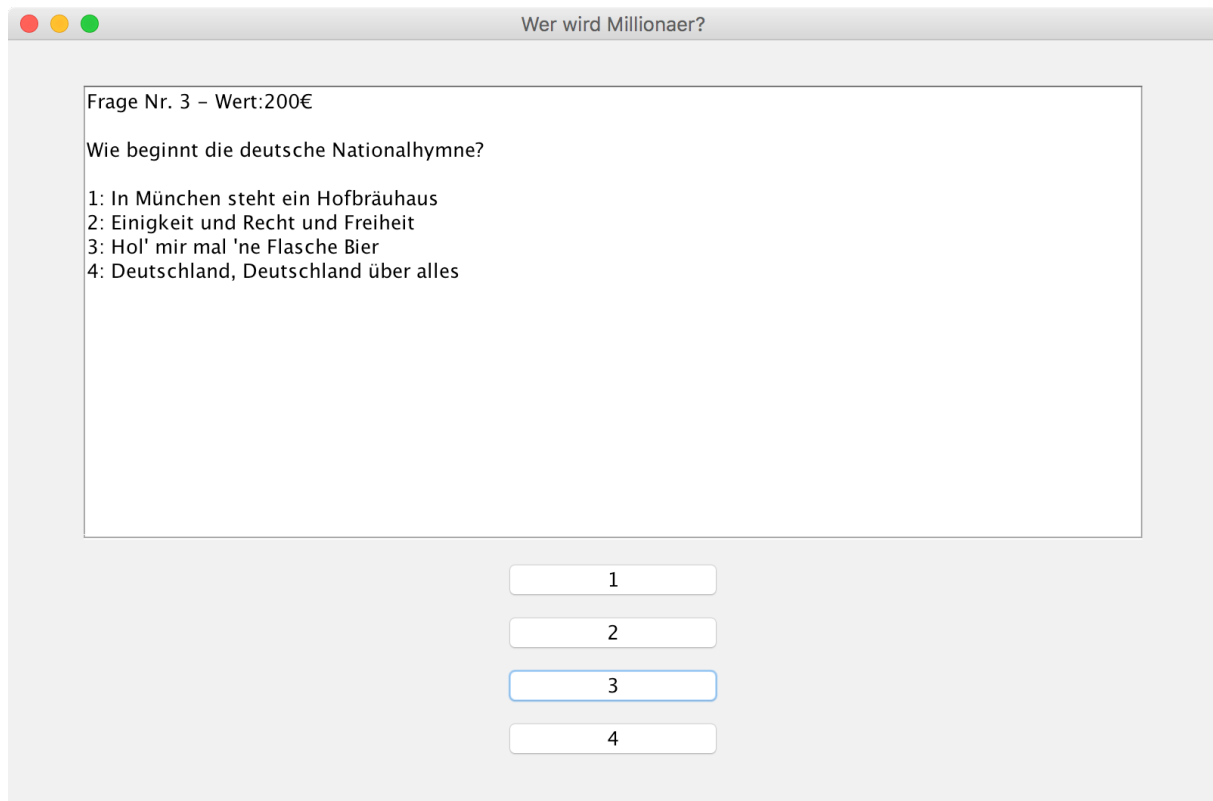 Wer wird Millionaer?
Frage Nr. 3 – Wert:200€
Wie beginnt die deutsche Nationalhymne?
1: In München steht ein Hofbräuhaus
2: Einigkeit und Recht und Freiheit
3: Hol' mir mal 'ne Flasche Bier
4: Deutschland, Deutschland über alles
1
2
3
4